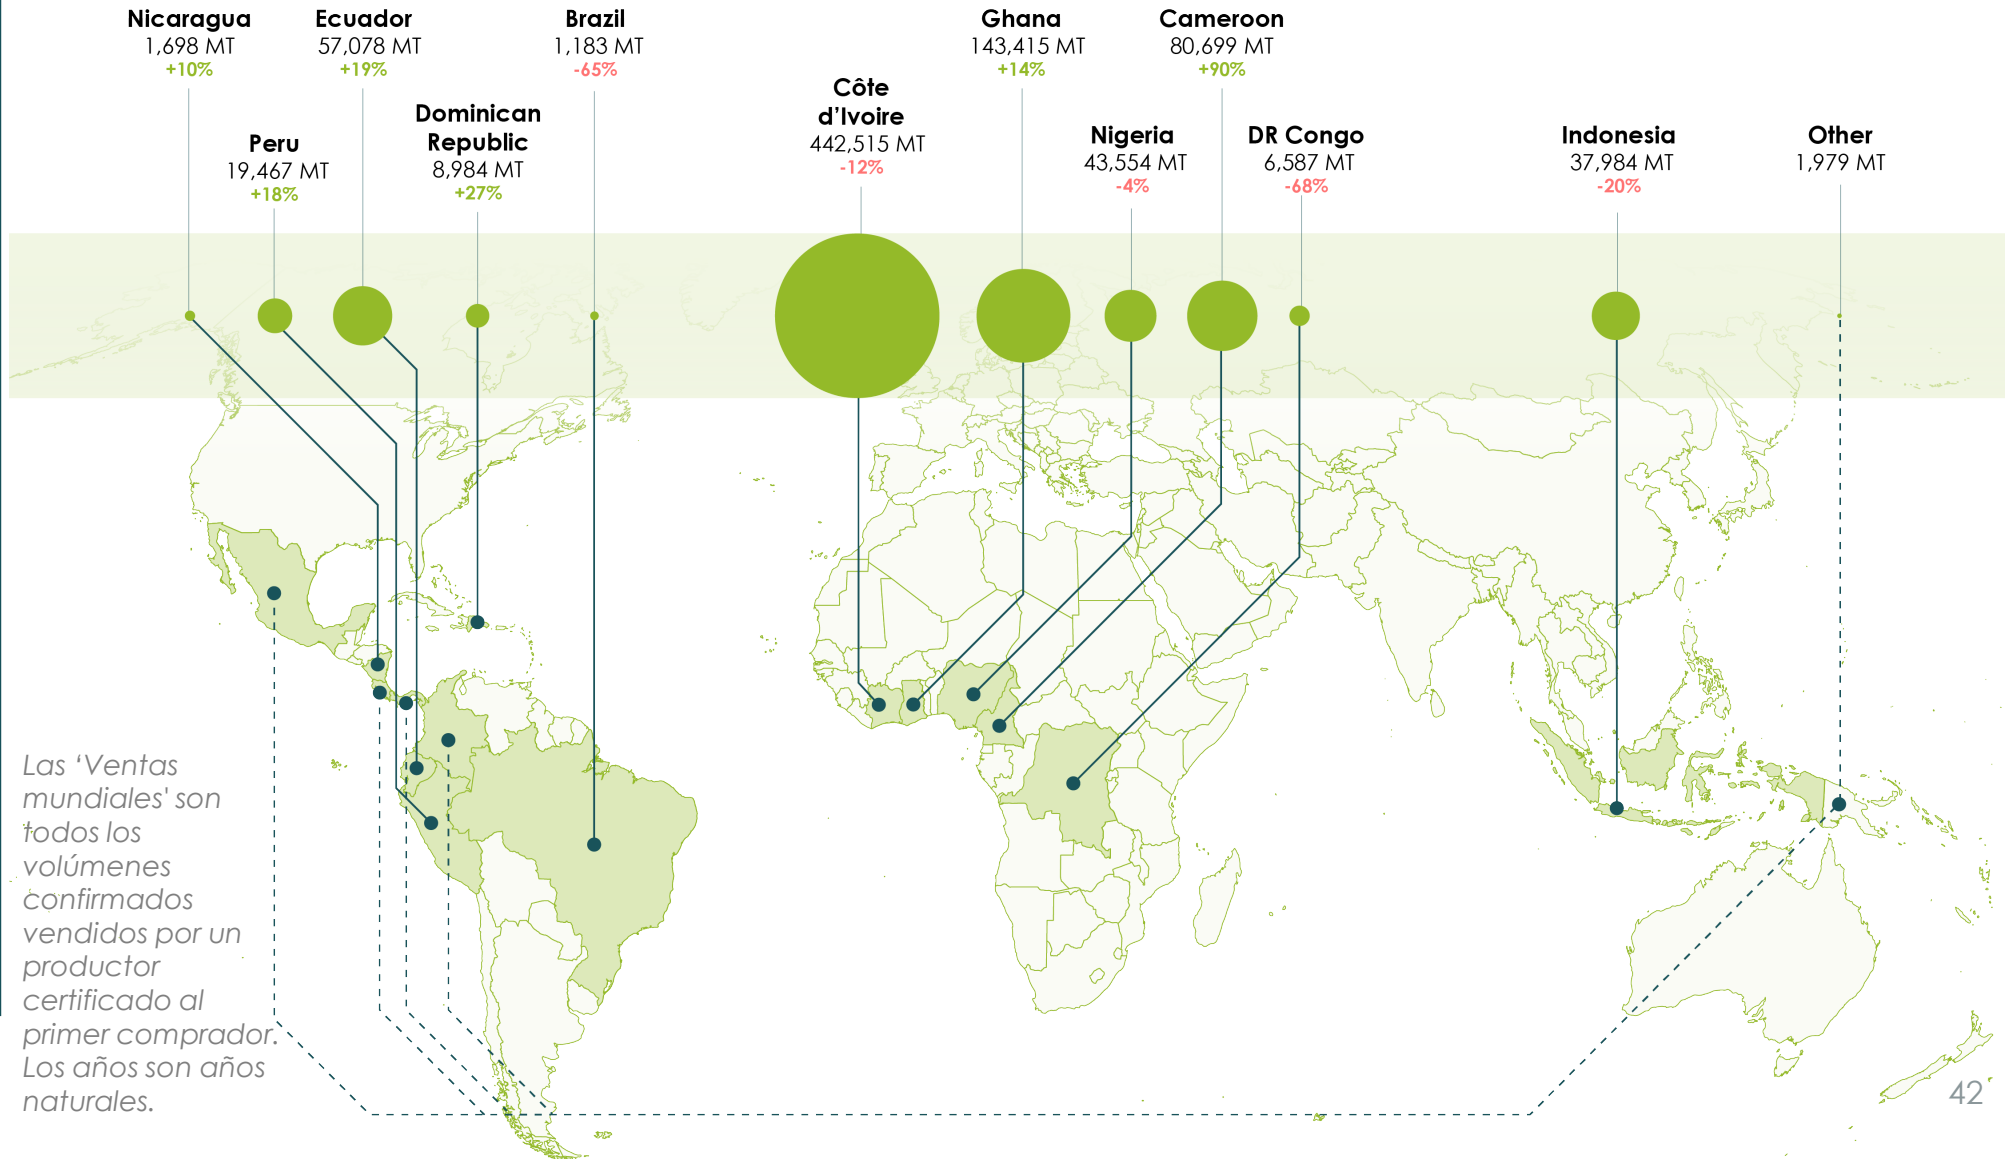 Nicaragua
1,698 MT
+10%
Ecuador
57,078 MT
+19%
Brazil
1,183 MT
-65%
Ghana
143,415 MT
+14%
Cameroon
80,699 MT
+90%
Peru
19,467 MT
+18%
Dominican
Republic
8,984 MT
+27%
Côte
d’Ivoire
442,515 MT
-12%
Nigeria
43,554 MT
-4%
DR Congo
6,587 MT
-68%
Indonesia
37,984 MT
-20%
Other
1,979 MT
Las ‘Ventas
mundiales' son
todos los
volúmenes
confirmados
vendidos por un
productor
certificado al
primer comprador.
Los años son años
naturales.
42